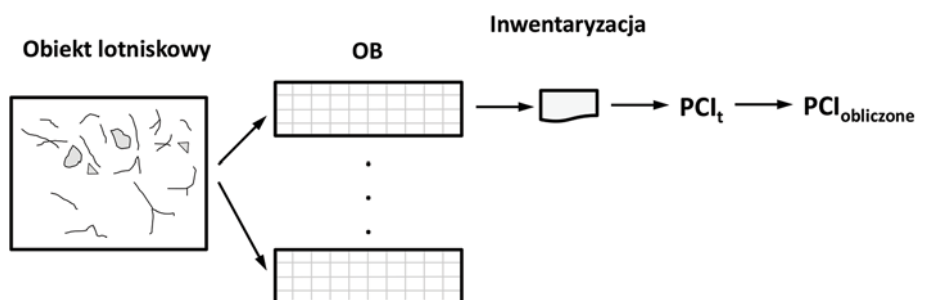 Inwentaryzacja
Obiekt lotniskowy
OB
PCIt
PCIobliczone